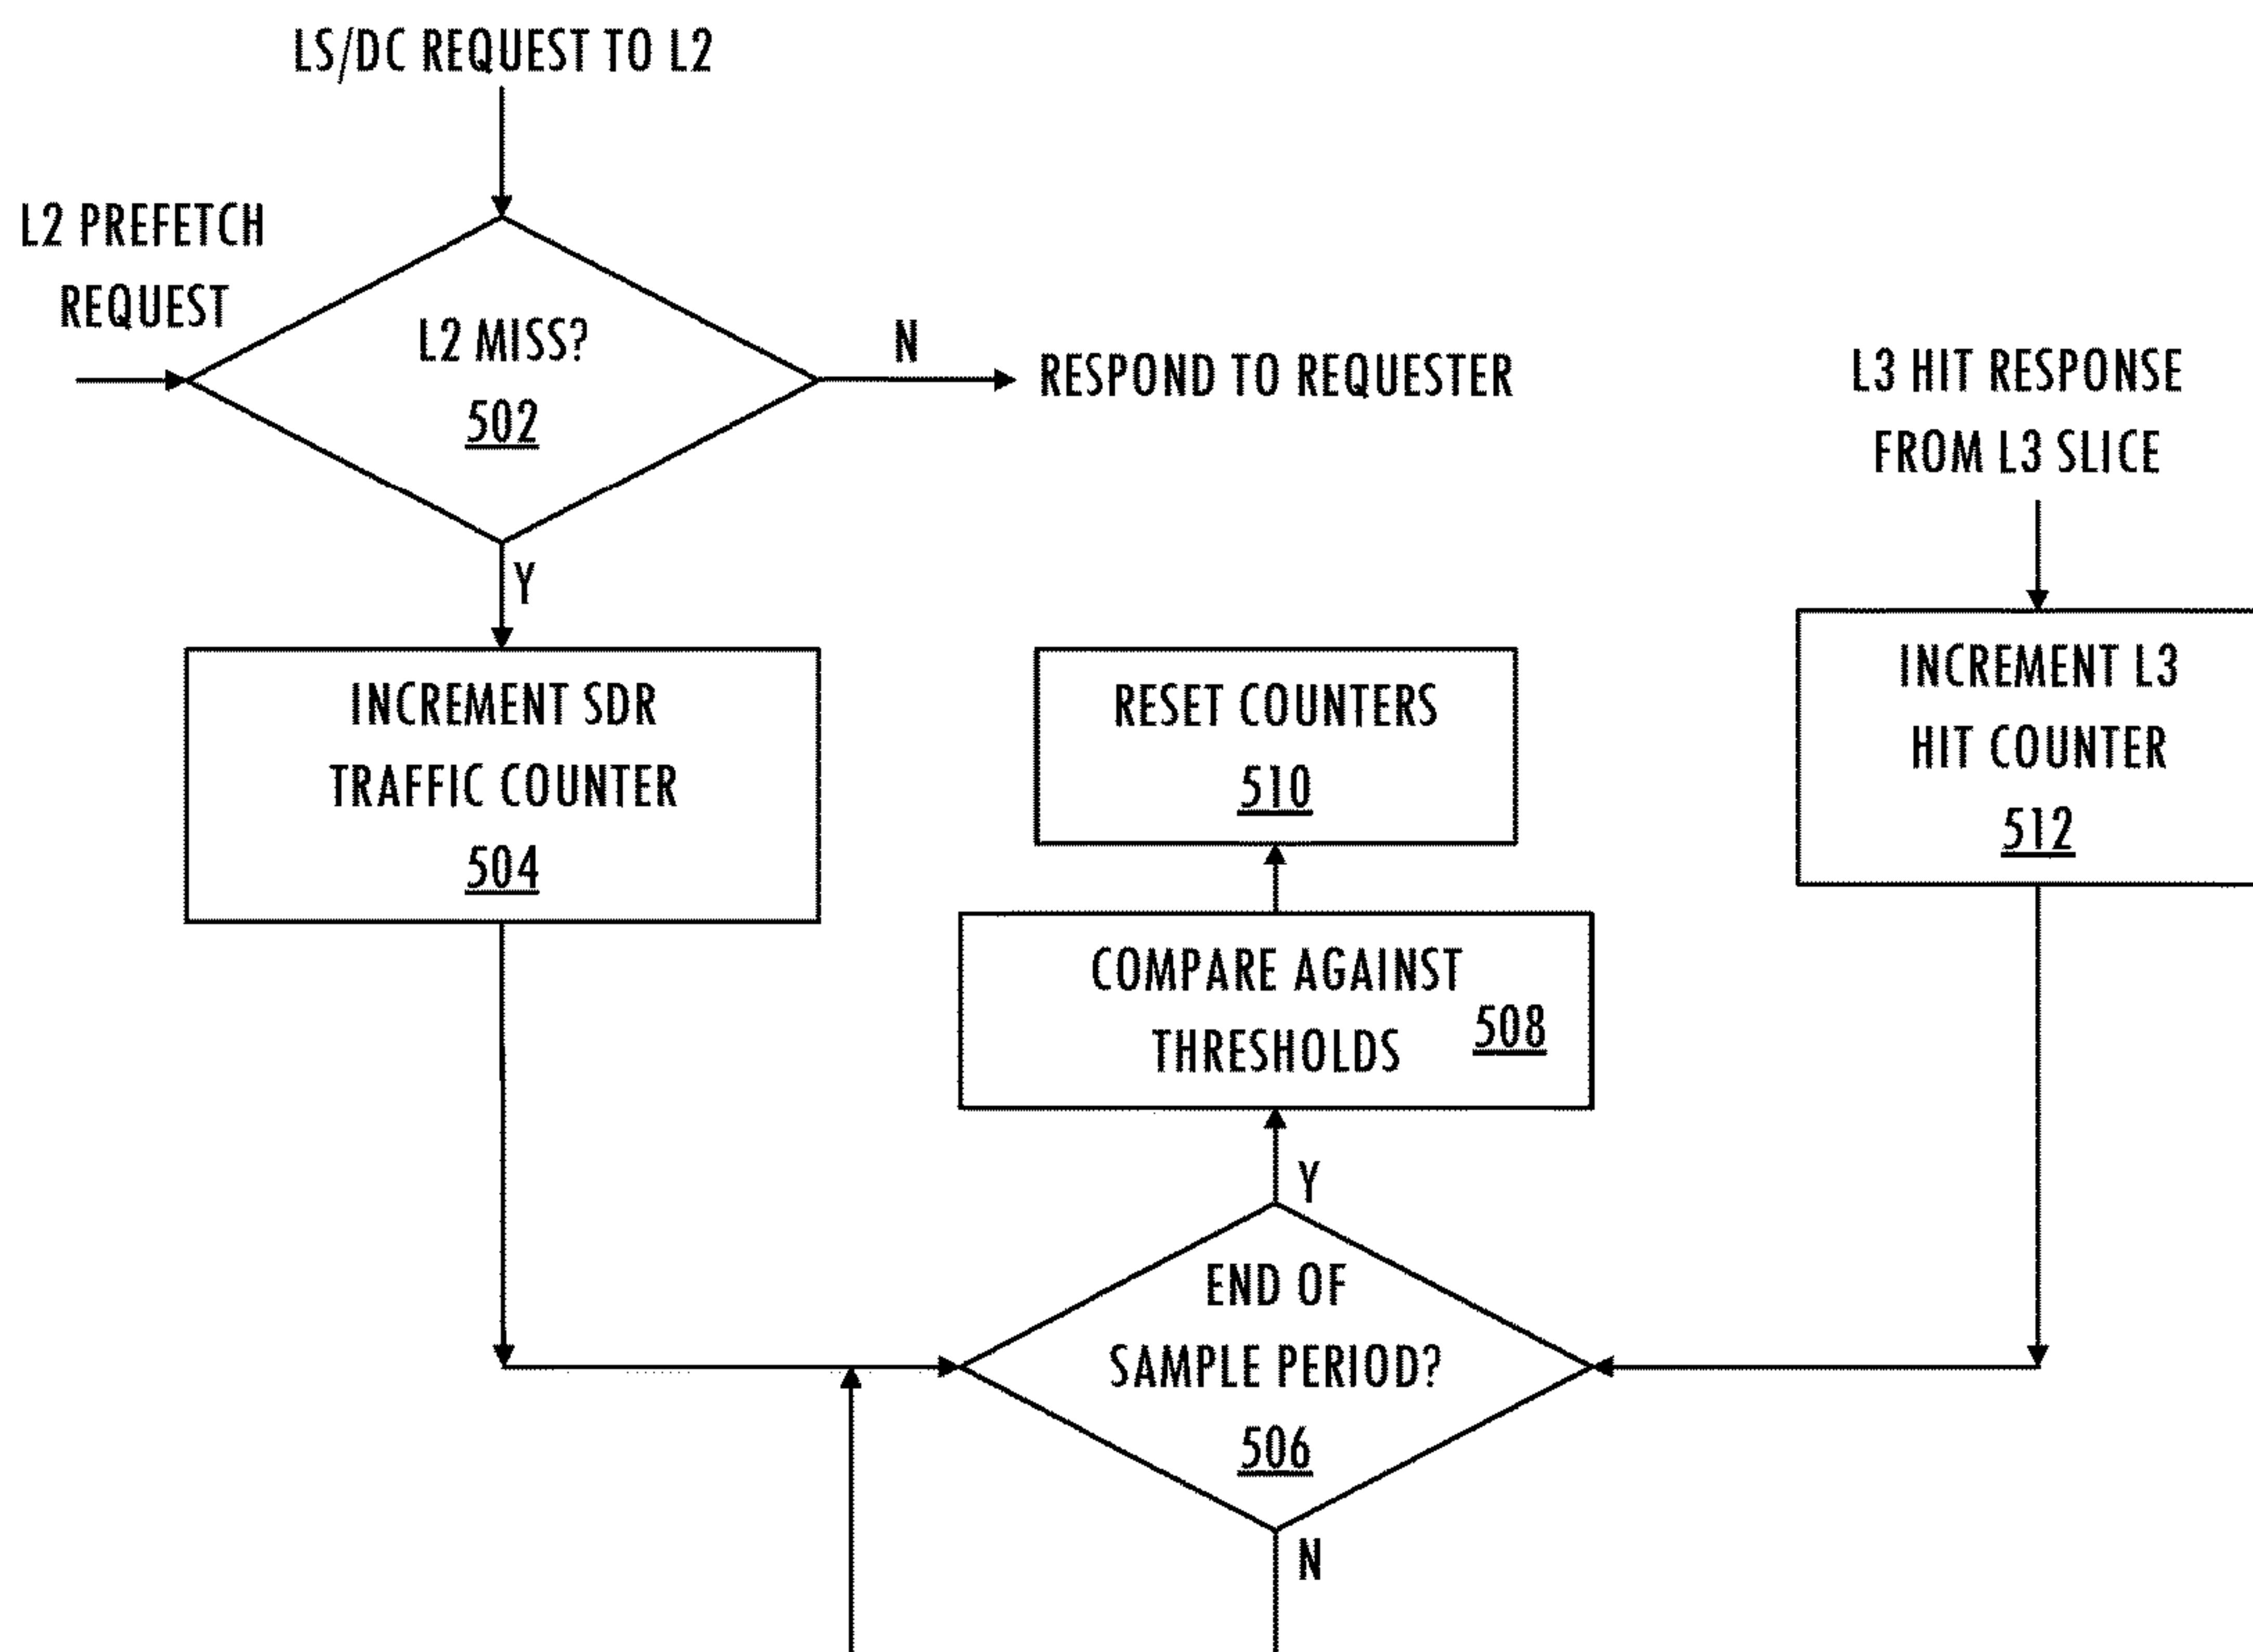 LS/DC REQUEST TO L2
L2 PREFETCH
REQUEST
L2 MISS?
502
N
RESPOND TO REQUESTER
Y
INCREMENT SDR
TRAFFIC COUNTER
504
RESET COUNTERS
510
COMPARE AGAINST
THRESHOLDS 508
Y
END OF
SAMPLE PERIOD?
506
N
L3 HIT RESPONSE
FROM L3 SLICE
INCREMENT L3
HIT COUNTER
512